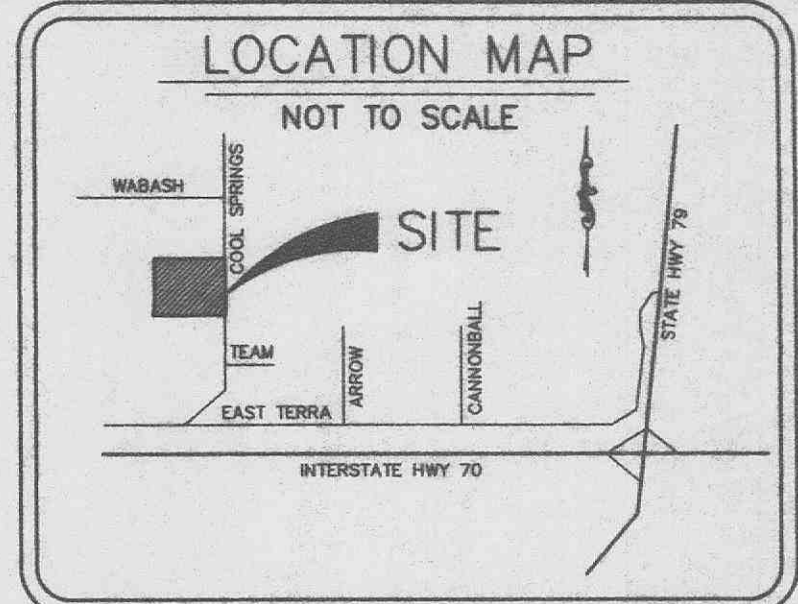 LOCATION MAP
NOT TO SCALE
WABASH
COOL SPRINGS
SITE
STATE HWY 79
TEAM
ARROW
CANNONBALL
EAST TERRA
INTERSTATE HWY 70